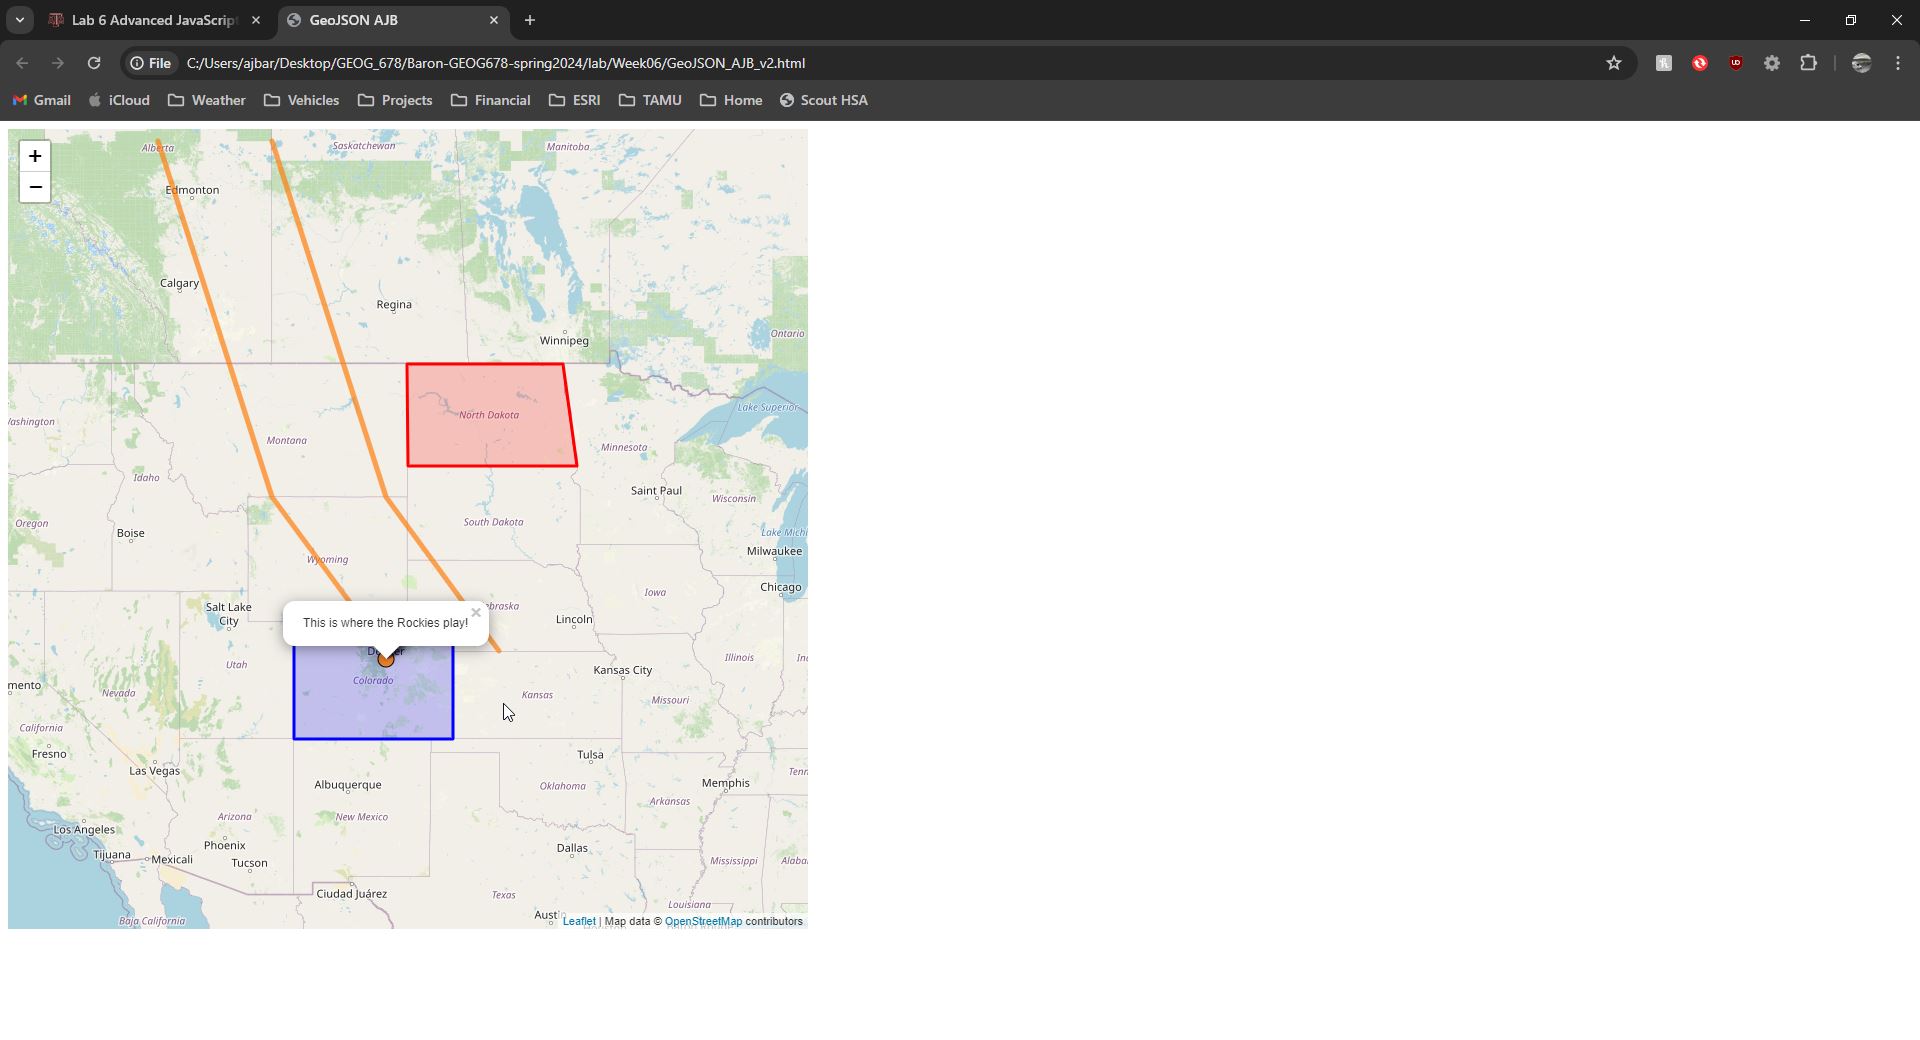 Lab 6 Advanced JavaScript
GeoJSON AJB
File
C:/Users/ajbar/Desktop/GEOG_678/Baron-GEOG678-spring2024/lab/Week06/GeoJSON_AJB_v2.html
Gmail
iCloud
Weather
Vehicles
Projects
Financial
ESRI
TAMU
Home
Scout HSA
+
−
Alberta
Saskatchewan
Manitoba
Edmonton
Calgary
Regina
Ontario
Winnipeg
Lake Superior
North Dakota
Washington
Montana
Minnesota
Idaho
Saint Paul
Wisconsin
Oregon
South Dakota
Boise
Lake Michi
Milwaukee
Wyoming
Chicago
Iowa
Salt Lake
City
ebraska
Lincoln
This is where the Rockies play!
×
Utah
Colorado
Kansas City
Illinois
In
mento
Nevada
Kansas
Missouri
California
Fresno
Las Vegas
Tulsa
Albuquerque
Oklahoma
Memphis
Tenn
Arkansas
Arizona
New Mexico
Los Angeles
Phoenix
Dallas
Tijuana
Mexicali
Tucson
Mississippi
Alaba
Ciudad Juárez
Texas
Louisiana
Baja California
Austin
Leaflet | Map data © OpenStreetMap contributors